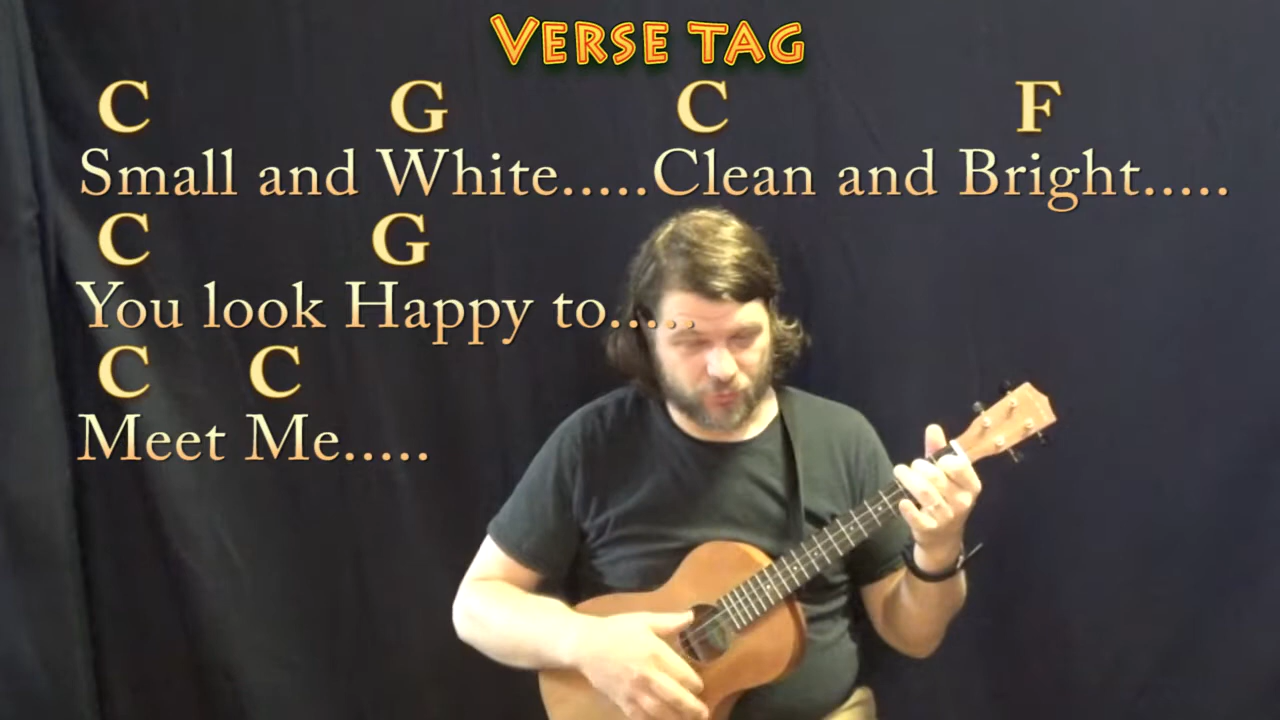 VERSE TAG
C G C F
Small and White.....Clean and Bright.....
C G
You look Happy to.....
C C
Meet Me.....